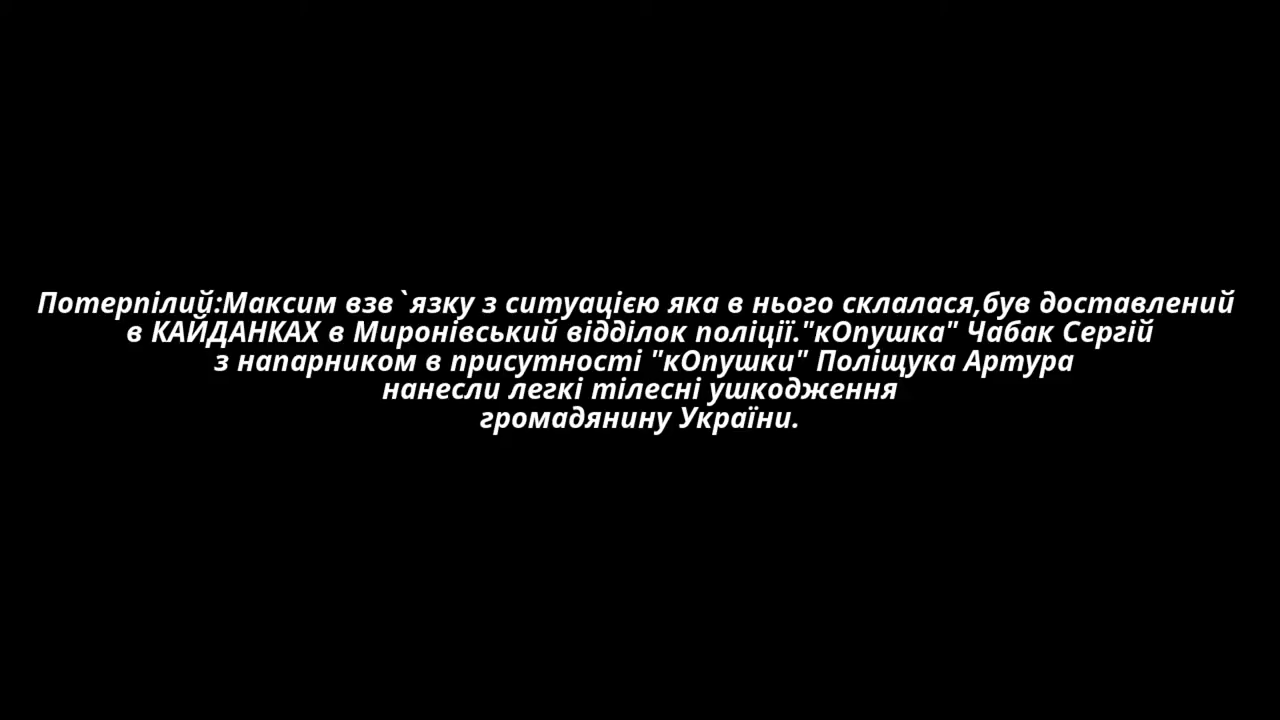 Потерпілий:Максим взв`язку з ситуацією яка в нього склалася,був доставлений
в КАЙДАНКАХ в Миронівський відділок поліції."кОпушка" Чабак Сергій
з напарником в присутності "кОпушки" Поліщука Артура
нанесли легкі тілесні ушкодження
громадянину України.